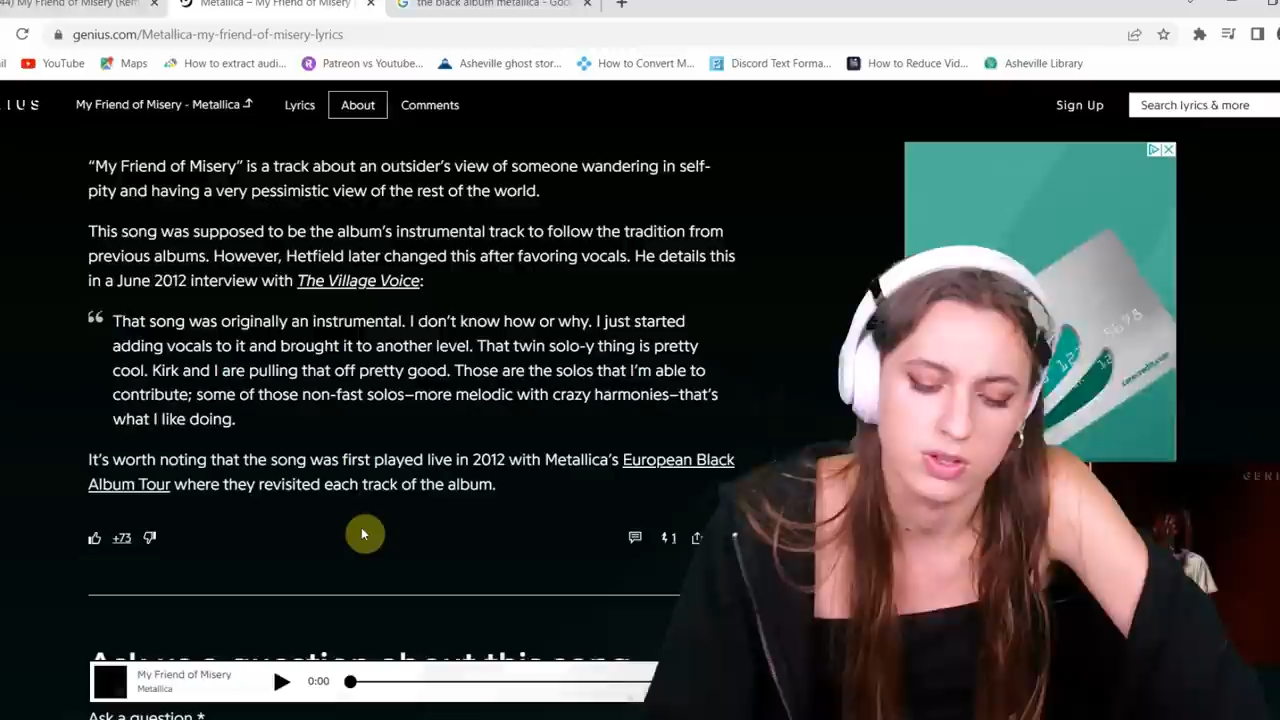 44) My Friend of Misery (Rem
Metallica – My Friend of Misery
the black album metallica - Goo
genius.com/Metallica-my-friend-of-misery-lyrics
YouTube
Maps
How to extract audi...
Patreon vs Youtube...
Asheville ghost stor...
How to Convert M...
Discord Text Forma...
How to Reduce Vid...
Asheville Library
IUS
My Friend of Misery - Metallica
Lyrics
About
Comments
Sign Up
Search lyrics & more
“My Friend of Misery” is a track about an outsider’s view of someone wandering in self-
pity and having a very pessimistic view of the rest of the world.
This song was supposed to be the album’s instrumental track to follow the tradition from
previous albums. However, Hetfield later changed this after favoring vocals. He details this
in a June 2012 interview with The Village Voice:
“ That song was originally an instrumental. I don’t know how or why. I just started
adding vocals to it and brought it to another level. That twin solo-y thing is pretty
cool. Kirk and I are pulling that off pretty good. Those are the solos that I’m able to
contribute; some of those non-fast solos–more melodic with crazy harmonies–that’s
what I like doing.
It’s worth noting that the song was first played live in 2012 with Metallica’s European Black
Album Tour where they revisited each track of the album.
+73
1
Ask us a question about this song
My Friend of Misery
Metallica
0:00
Ask a question *
5678
GENI